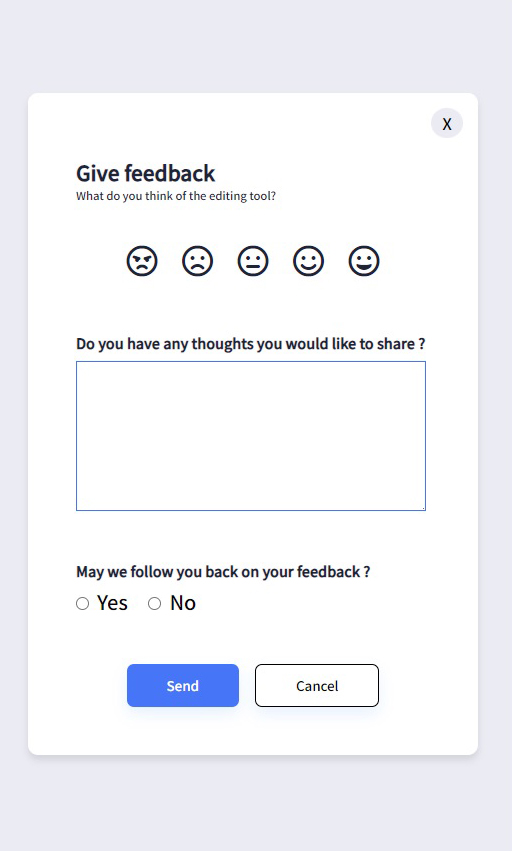 X
Give feedback
What do you think of the editing tool?
Do you have any thoughts you would like to share ?
May we follow you back on your feedback ?
Yes No
Send Cancel